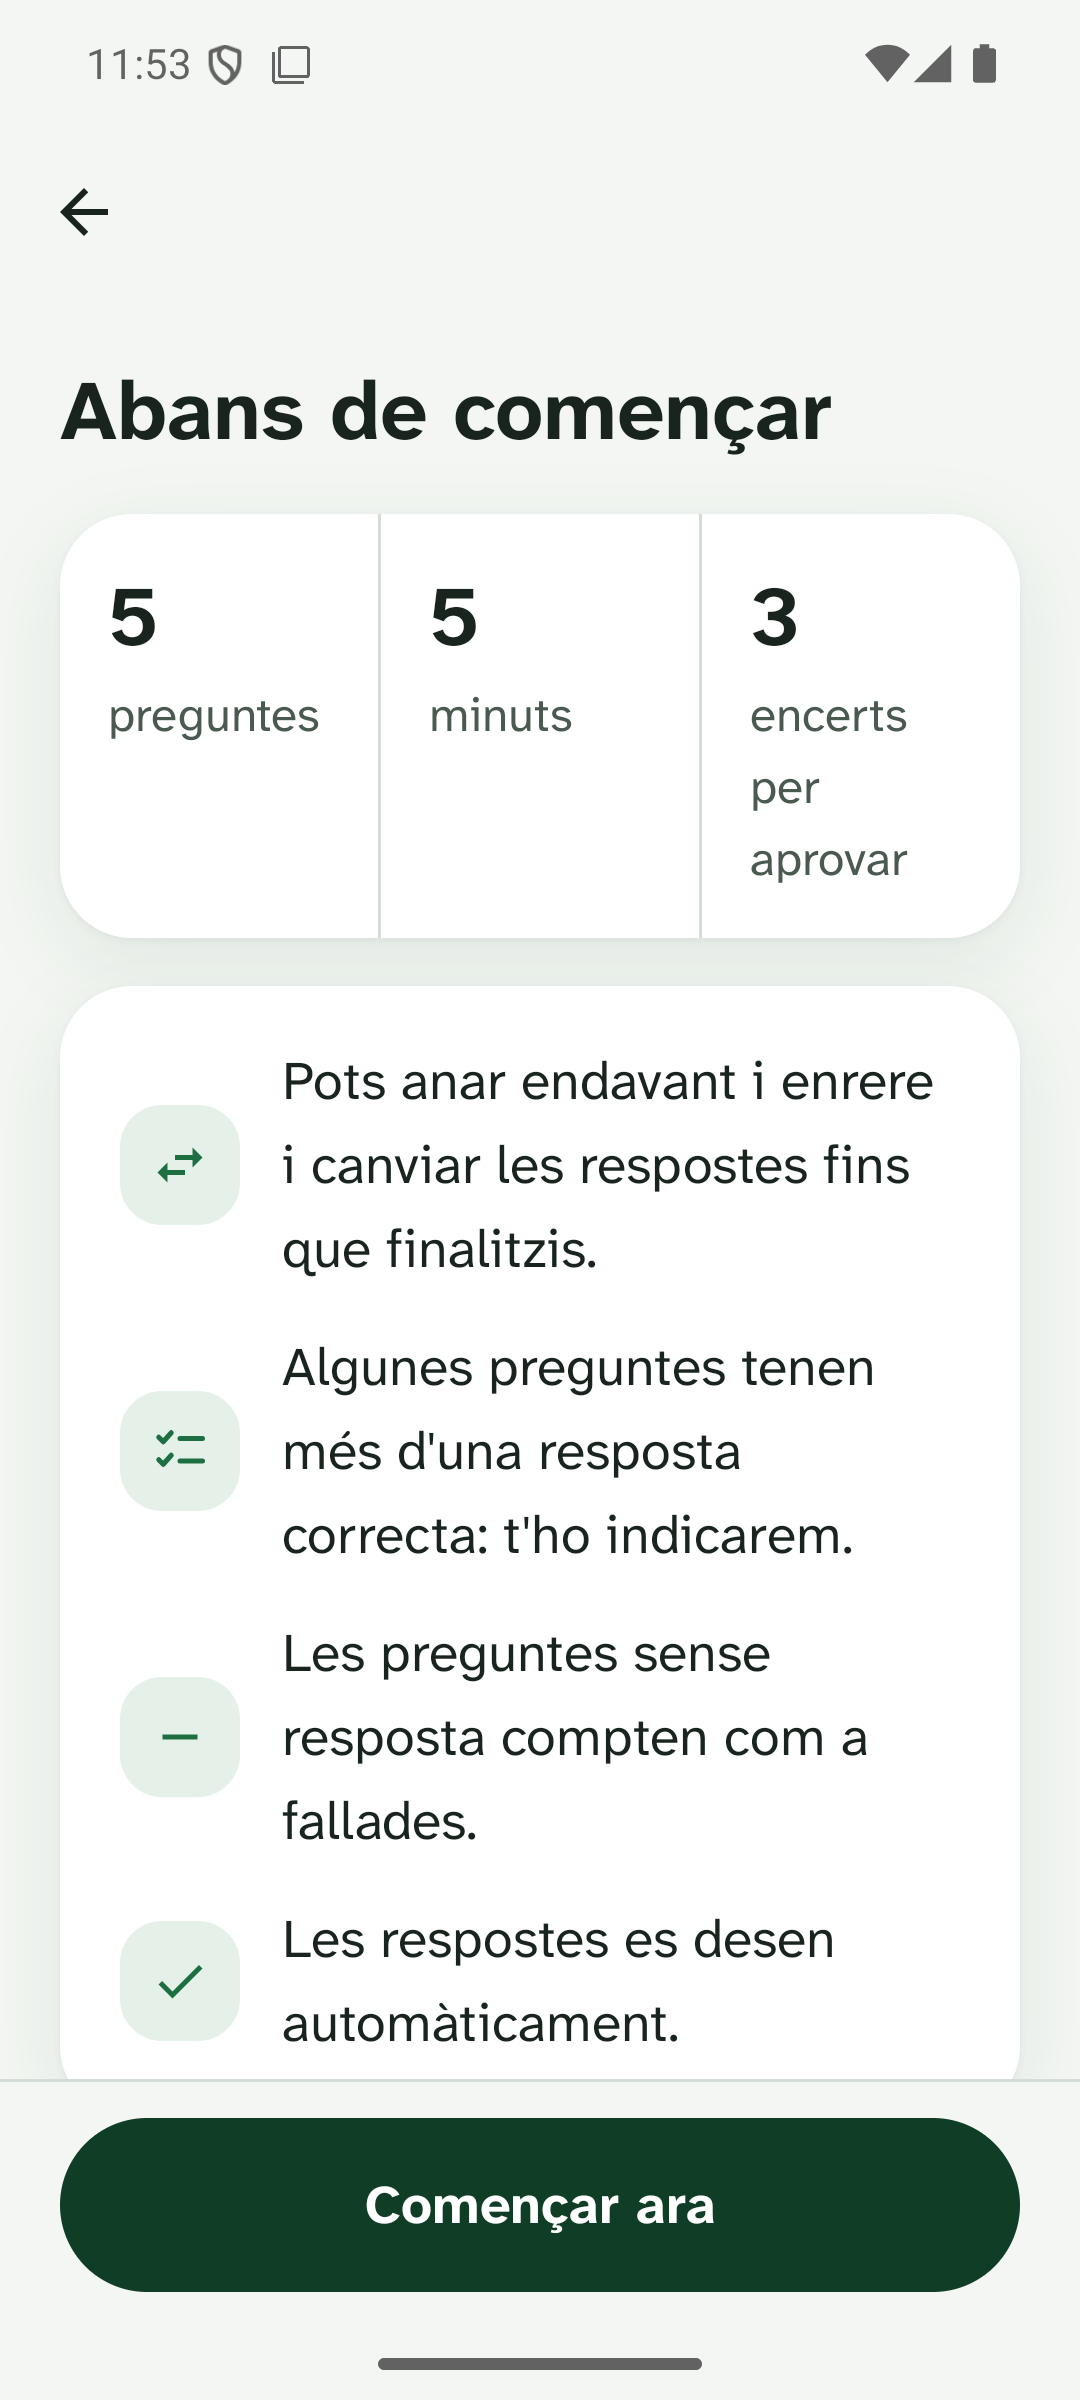 11:53
Abans de començar
5
preguntes
5
minuts
3
encerts
per
aprovar
Pots anar endavant i enrere
i canviar les respostes fins
que finalitzis.
Algunes preguntes tenen
més d'una resposta
correcta: t'ho indicarem.
Les preguntes sense
resposta compten com a
fallades.
Les respostes es desen
automàticament.
Començar ara